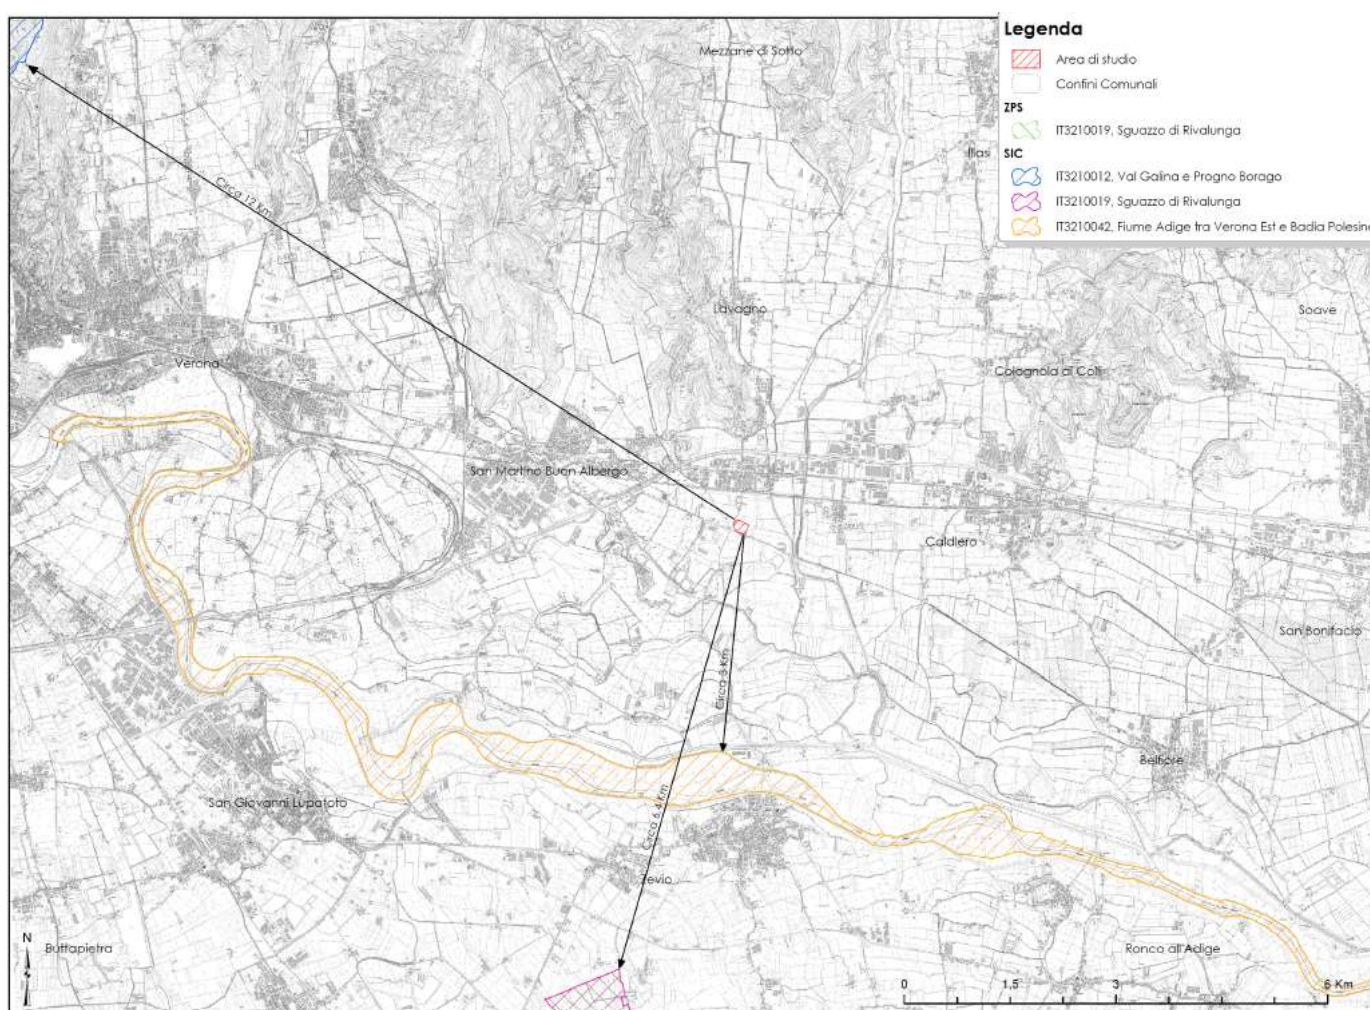 Legenda
Area di studio
Confini Comunali
ZPS
IT3210019, Sguazzo di Rivalunga
SIC
IT3210012, Val Galina e Progno Borago
IT3210019, Sguazzo di Rivalunga
IT3210042, Fiume Adige tra Verona Est e Badia Polesine
Mezzane di Sotto
Illasi
Circa 12 Km
Lavagno
Soave
Verona
Colognola ai Colli
San Martino Buon Albergo
Caldiero
San Bonifacio
Circa 3 Km
Belfiore
San Giovanni Lupatoto
Circa 6,4 Km
Zevio
Buttapietra
Ronco all'Adige
N
0 1,5 3 6 Km